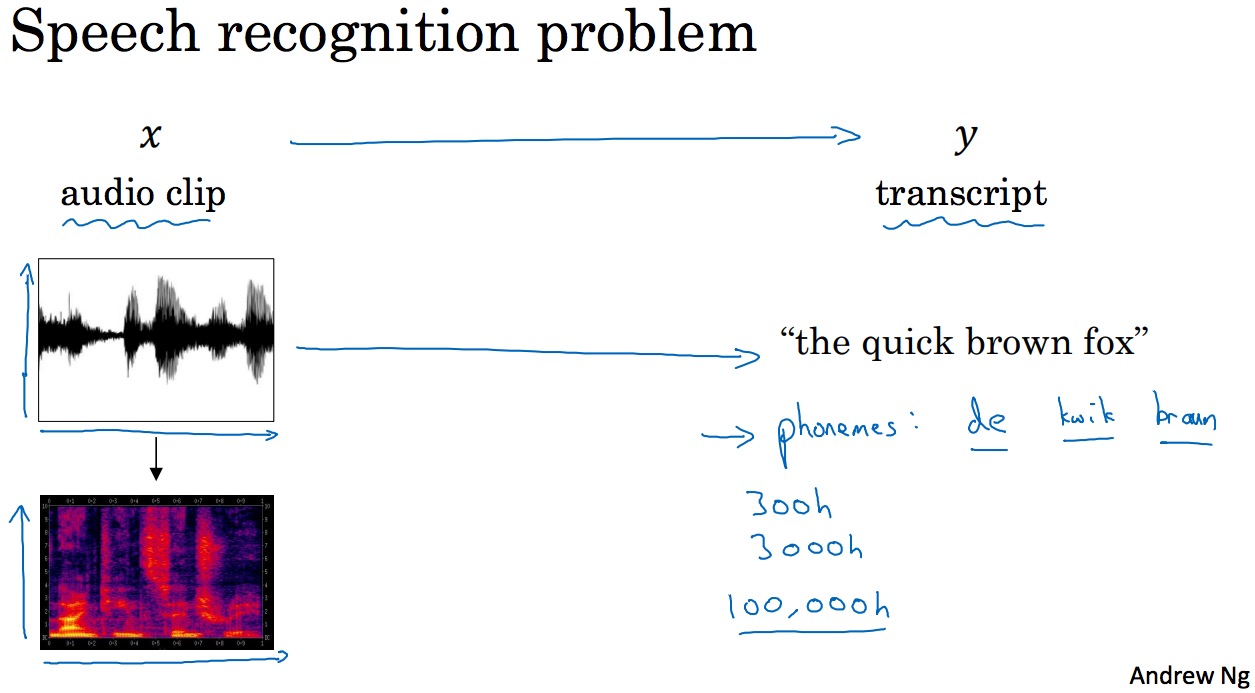 Speech recognition problem
x y
audio clip transcript
“the quick brown fox”
phonemes: de kwik braun
300h
3000h
100,000h
Andrew Ng